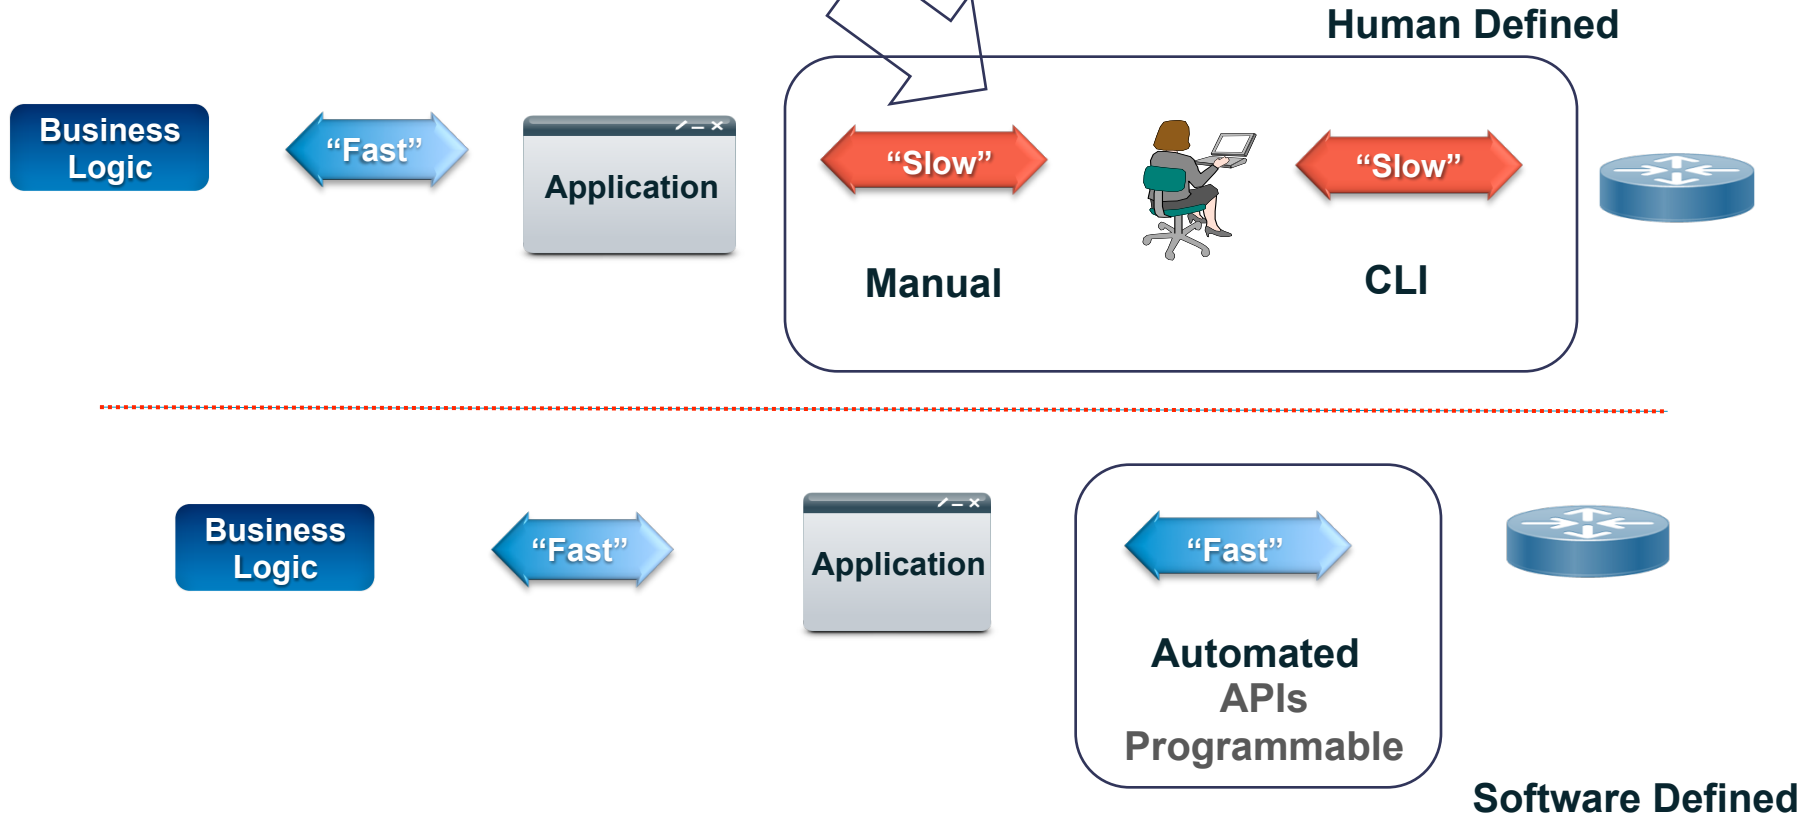 Human Defined
Business
Logic
“Fast”
Application
“Slow”
“Slow”
Manual
CLI
Business
Logic
“Fast”
Application
“Fast”
Automated
APIs
Programmable
Software Defined